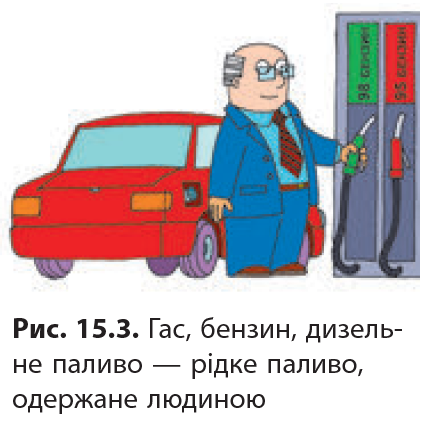 98 БЕНЗИН
95 БЕНЗИН
Рис. 15.3. Гас, бензин, дизель-
не паливо — рідке паливо,
одержане людиною